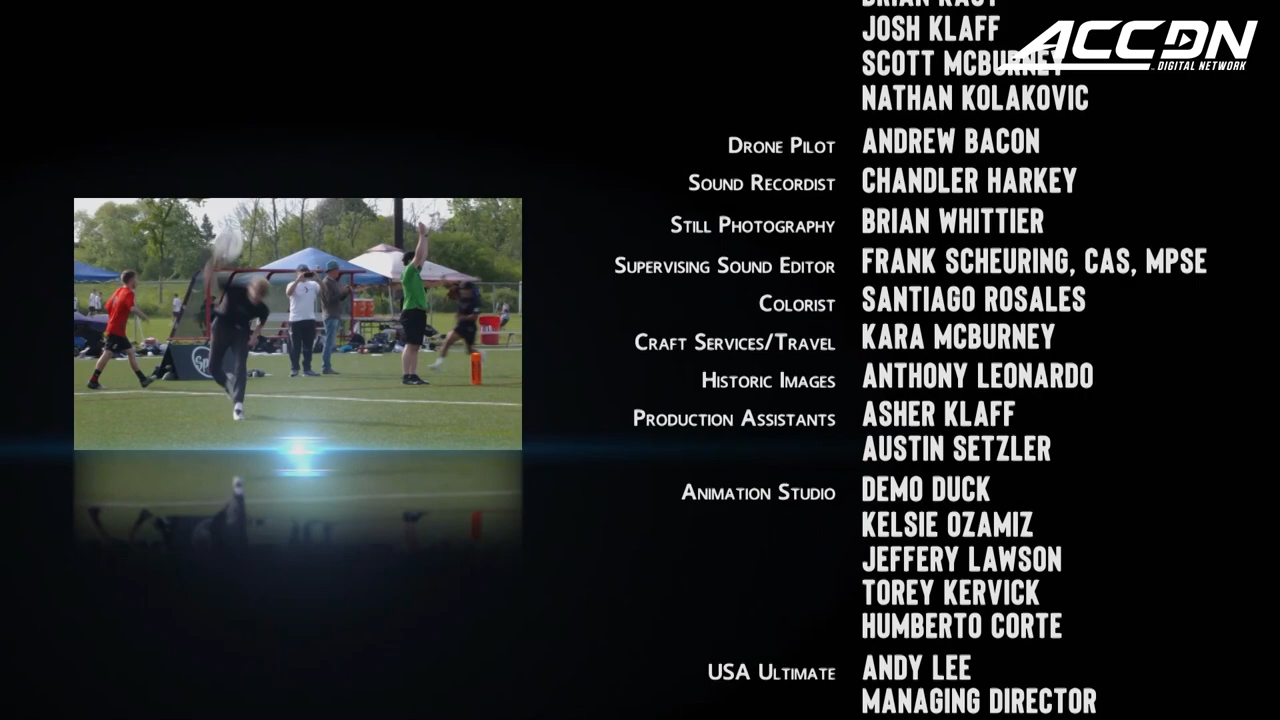 BRIAN KAST
JOSH KLAFF
ACCDN
SCOTT MCBURNEY
DIGITAL NETWORK
NATHAN KOLAKOVIC
Drone Pilot ANDREW BACON
Sound Recordist CHANDLER HARKEY
Still Photography BRIAN WHITTIER
Supervising Sound Editor FRANK SCHEURING, CAS, MPSE
Colorist SANTIAGO ROSALES
Craft Services/Travel KARA MCBURNEY
Historic Images ANTHONY LEONARDO
Production Assistants ASHER KLAFF
AUSTIN SETZLER
Animation Studio DEMO DUCK
KELSIE OZAMIZ
JEFFERY LAWSON
TOREY KERVICK
HUMBERTO CORTE
USA Ultimate ANDY LEE
MANAGING DIRECTOR